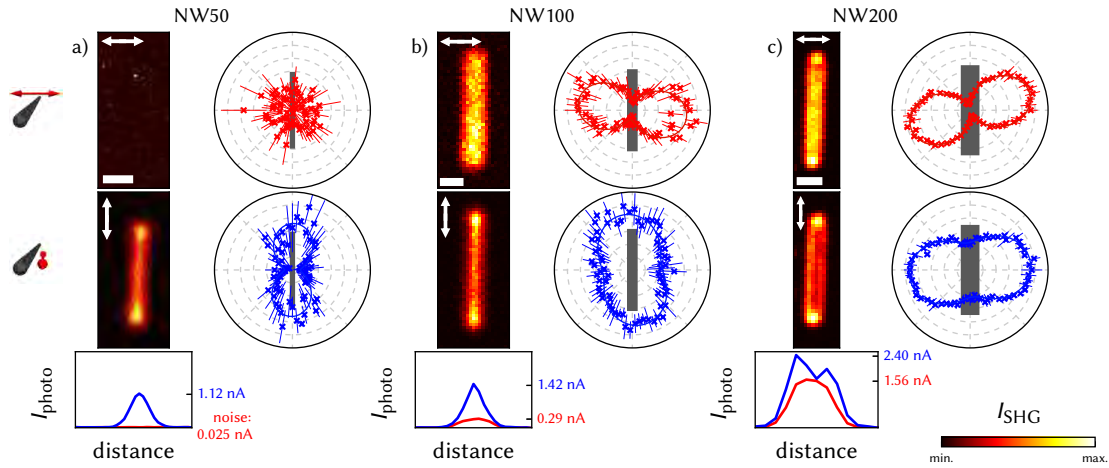 NW50 NW100 NW200
a) b) c)
I_photo 1.12 nA noise: 0.025 nA distance
I_photo 1.42 nA 0.29 nA distance
I_photo 2.40 nA 1.56 nA distance
I_SHG
min. max.